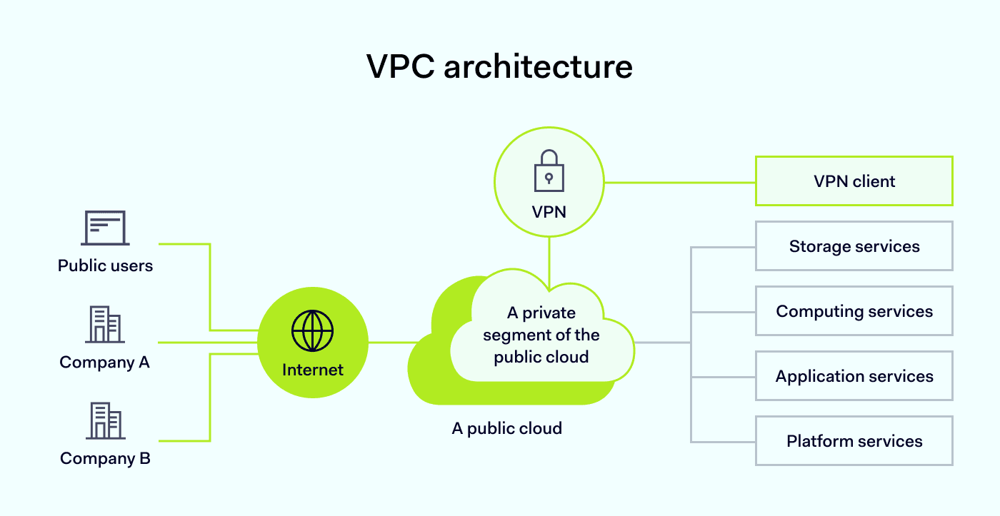 VPC architecture
VPN
VPN client
Public users
Storage services
Company A
Computing services
Internet
A private
segment of the
public cloud
Application services
A public cloud
Company B
Platform services